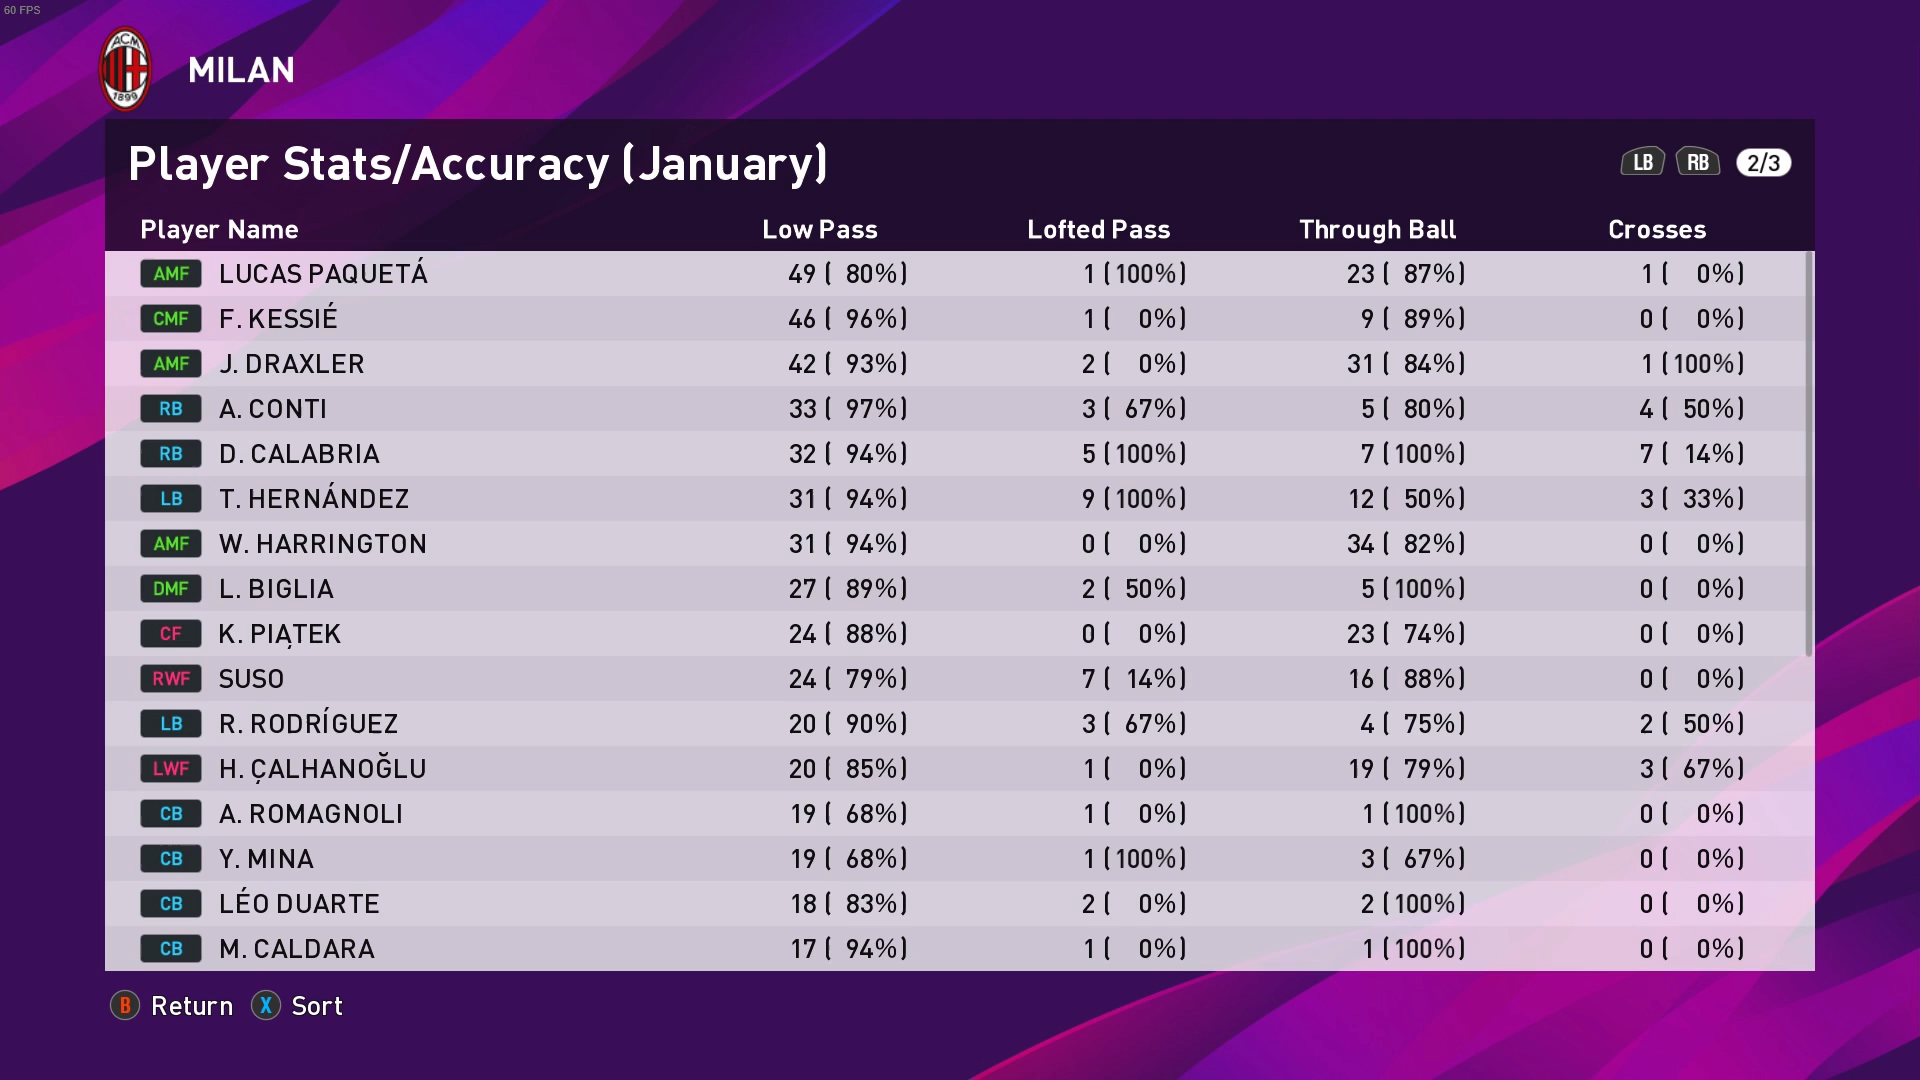 60 FPS
ACM
1899
MILAN
Player Stats/Accuracy (January)
LB RB 2/3
Player Name Low Pass Lofted Pass Through Ball Crosses
AMF LUCAS PAQUETÁ 49 ( 80%) 1 (100%) 23 ( 87%) 1 ( 0%)
CMF F. KESSIÉ 46 ( 96%) 1 ( 0%) 9 ( 89%) 0 ( 0%)
AMF J. DRAXLER 42 ( 93%) 2 ( 0%) 31 ( 84%) 1 (100%)
RB A. CONTI 33 ( 97%) 3 ( 67%) 5 ( 80%) 4 ( 50%)
RB D. CALABRIA 32 ( 94%) 5 (100%) 7 (100%) 7 ( 14%)
LB T. HERNÁNDEZ 31 ( 94%) 9 (100%) 12 ( 50%) 3 ( 33%)
AMF W. HARRINGTON 31 ( 94%) 0 ( 0%) 34 ( 82%) 0 ( 0%)
DMF L. BIGLIA 27 ( 89%) 2 ( 50%) 5 (100%) 0 ( 0%)
CF K. PIĄTEK 24 ( 88%) 0 ( 0%) 23 ( 74%) 0 ( 0%)
RWF SUSO 24 ( 79%) 7 ( 14%) 16 ( 88%) 0 ( 0%)
LB R. RODRÍGUEZ 20 ( 90%) 3 ( 67%) 4 ( 75%) 2 ( 50%)
LWF H. ÇALHANOĞLU 20 ( 85%) 1 ( 0%) 19 ( 79%) 3 ( 67%)
CB A. ROMAGNOLI 19 ( 68%) 1 ( 0%) 1 (100%) 0 ( 0%)
CB Y. MINA 19 ( 68%) 1 (100%) 3 ( 67%) 0 ( 0%)
CB LÉO DUARTE 18 ( 83%) 2 ( 0%) 2 (100%) 0 ( 0%)
CB M. CALDARA 17 ( 94%) 1 ( 0%) 1 (100%) 0 ( 0%)
B Return X Sort